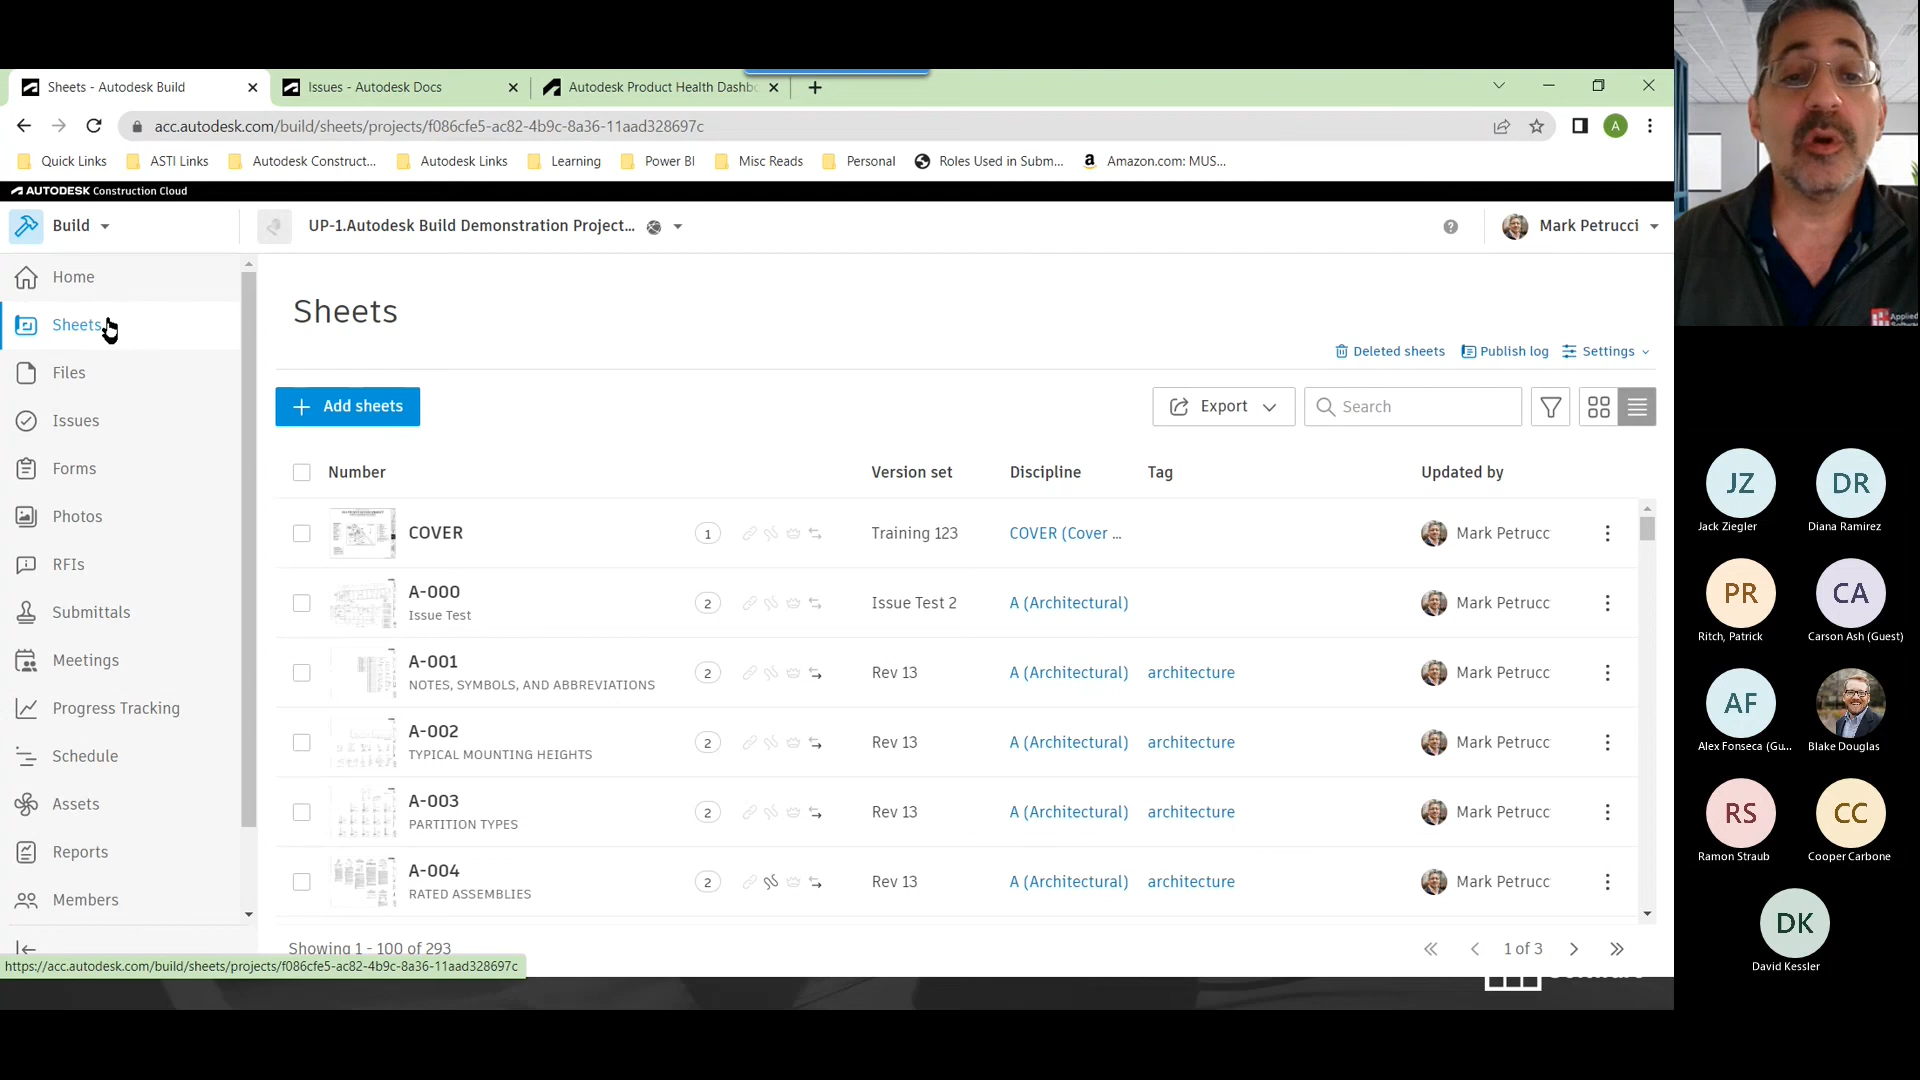 Sheets - Autodesk Build
Issues - Autodesk Docs
Autodesk Product Health Dashb
acc.autodesk.com/build/sheets/projects/f086cfe5-ac82-4b9c-8a36-11aad328697c
A
Quick Links
ASTI Links
Autodesk Construct...
Autodesk Links
Learning
Power BI
Misc Reads
Personal
Roles Used in Subm...
Amazon.com: MUS...
AUTODESK Construction Cloud
Build
UP-1.Autodesk Build Demonstration Project...
Mark Petrucci
Home
Sheets
Files
Issues
Forms
Photos
RFIs
Submittals
Meetings
Progress Tracking
Schedule
Assets
Reports
Members
Sheets
Deleted sheets
Publish log
Settings
+ Add sheets
Export
Search
Number Version set Discipline Tag Updated by
COVER 1 Training 123 COVER (Cover ... Mark Petrucc
A-000 2 Issue Test 2 A (Architectural) Mark Petrucc
Issue Test
A-001 2 Rev 13 A (Architectural) architecture Mark Petrucc
NOTES, SYMBOLS, AND ABBREVIATIONS
A-002 2 Rev 13 A (Architectural) architecture Mark Petrucc
TYPICAL MOUNTING HEIGHTS
A-003 2 Rev 13 A (Architectural) architecture Mark Petrucc
PARTITION TYPES
A-004 2 Rev 13 A (Architectural) architecture Mark Petrucc
RATED ASSEMBLIES
Showing 1 - 100 of 293
1 of 3
https://acc.autodesk.com/build/sheets/projects/f086cfe5-ac82-4b9c-8a36-11aad328697c
Applied
JZ
Jack Ziegler
DR
Diana Ramirez
PR
Ritch, Patrick
CA
Carson Ash (Guest)
AF
Alex Fonseca (Gu...
Blake Douglas
RS
Ramon Straub
CC
Cooper Carbone
DK
David Kessler